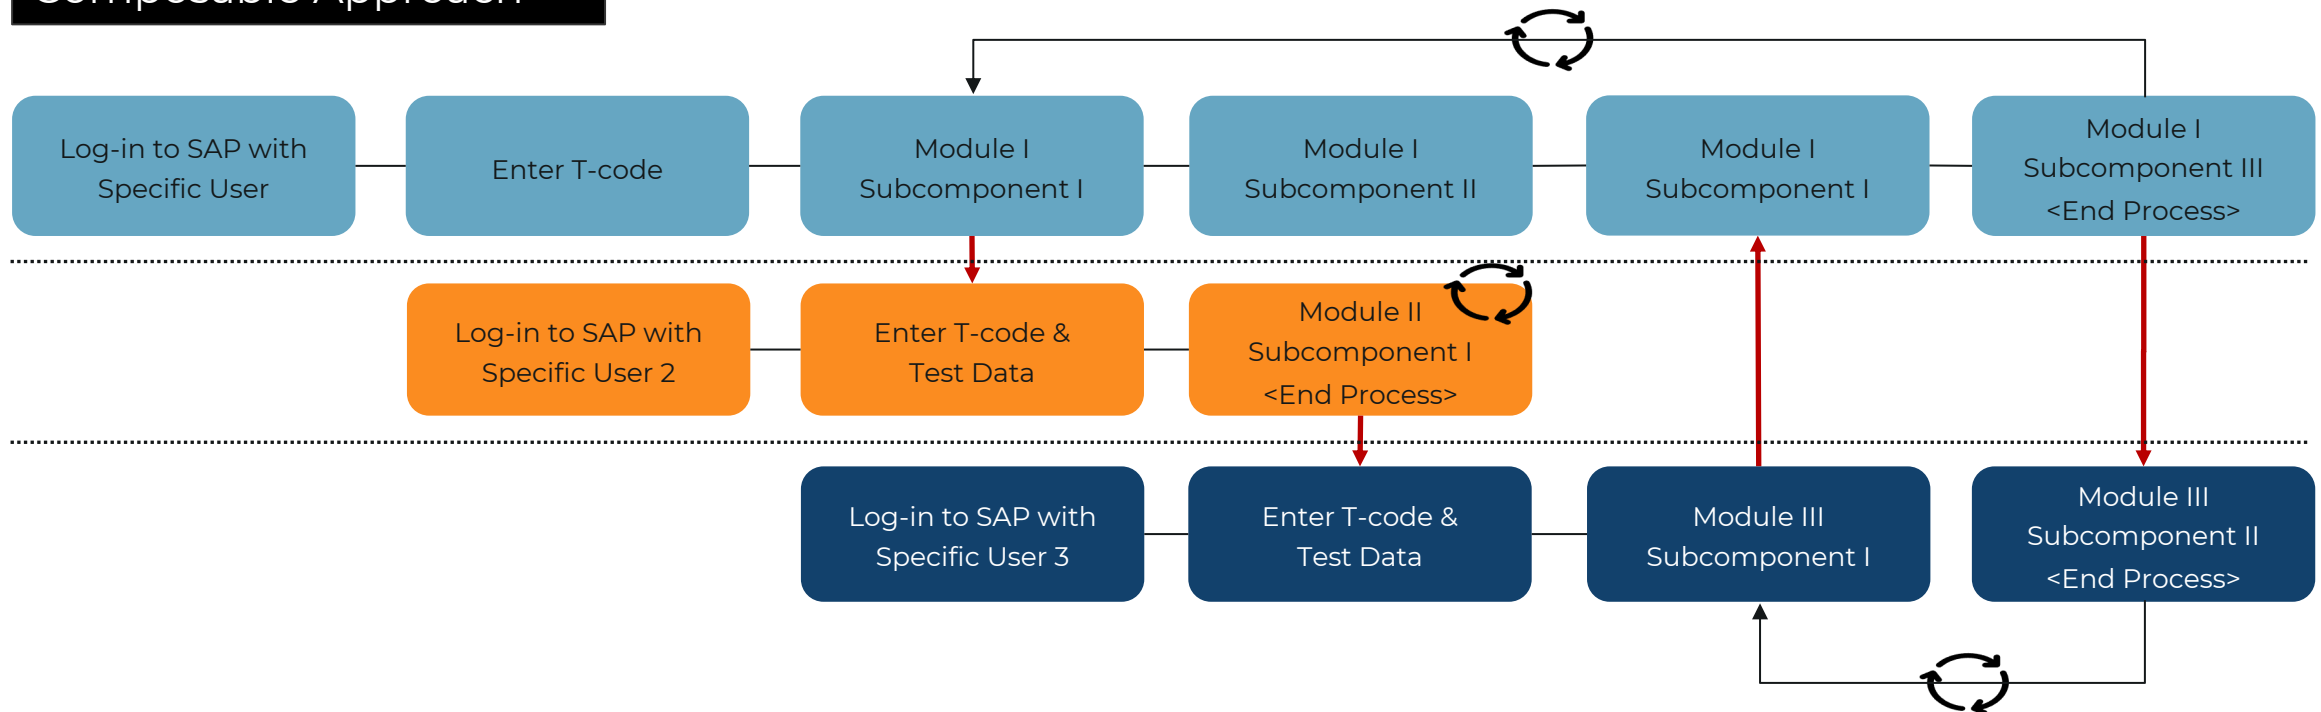 Composable Approach
Log-in to SAP with
Specific User
Enter T-code
Module I
Subcomponent I
Module I
Subcomponent II
Module I
Subcomponent I
Module I
Subcomponent III
<End Process>
Log-in to SAP with
Specific User 2
Enter T-code &
Test Data
Module II
Subcomponent I
<End Process>
Log-in to SAP with
Specific User 3
Enter T-code &
Test Data
Module III
Subcomponent I
Module III
Subcomponent II
<End Process>